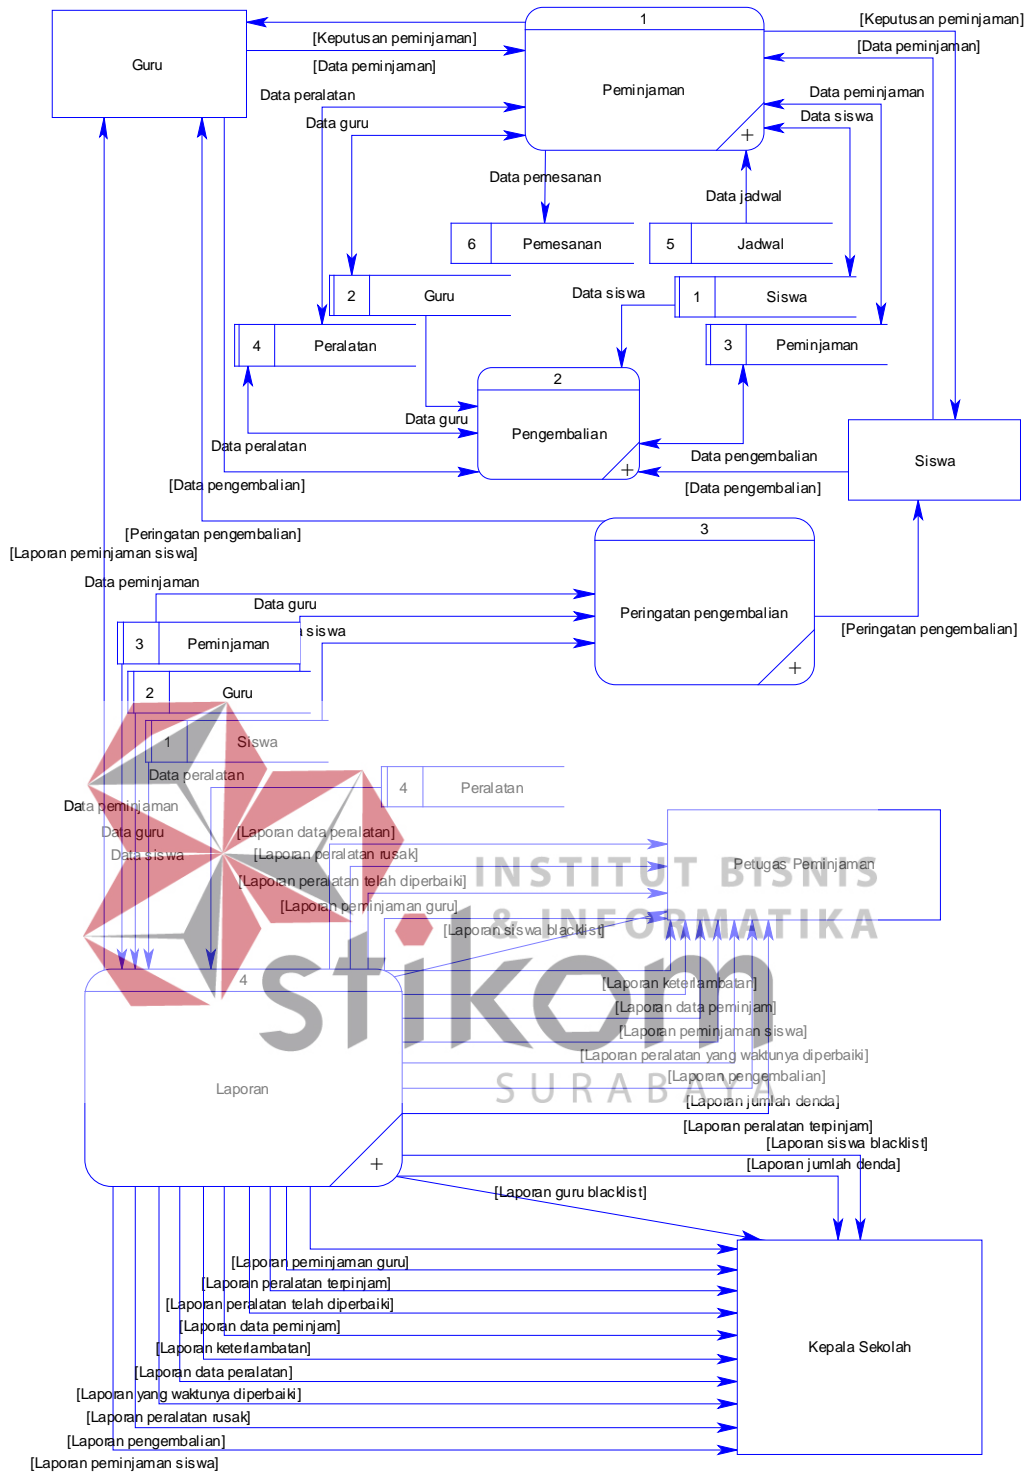 1
[Keputusan peminjaman]
[Keputusan peminjaman]
[Data peminjaman]
Guru
[Data peminjaman]
Peminjaman
Data peralatan
Data peminjaman
Data guru
Data siswa
+
Data pemesanan
Data jadwal
6 Pemesanan
5 Jadwal
2 Guru
Data siswa
1 Siswa
4 Peralatan
3 Peminjaman
2
Data guru
Pengembalian
Data peralatan
Data pengembalian
Siswa
+
[Data pengembalian]
[Data pengembalian]
[Peringatan pengembalian]
3
[Laporan peminjaman siswa]
Data peminjaman
Data guru
Peringatan pengembalian
siswa
[Peringatan pengembalian]
3 Peminjaman
+
2 Guru
1 Siswa
Data peralatan
4 Peralatan
Data peminjaman
Data guru
[Laporan data peralatan]
Data siswa
[Laporan peralatan rusak]
Petugas Peminjaman
INSTITUT BISNIS
[Laporan peralatan telah diperbaiki]
[Laporan peminjaman guru]
& INFORMATIKA
[Laporan siswa blacklist]
4
stikom
[Laporan keterlambatan]
[Laporan data peminjam]
[Laporan peminjaman siswa]
[Laporan peralatan yang waktunya diperbaiki]
[Laporan pengembalian]
Laporan
SURABAYA
[Laporan jumlah denda]
[Laporan peralatan terpinjam]
[Laporan siswa blacklist]
+
[Laporan jumlah denda]
[Laporan guru blacklist]
[Laporan peminjaman guru]
[Laporan peralatan terpinjam]
[Laporan peralatan telah diperbaiki]
[Laporan data peminjam]
[Laporan keterlambatan]
Kepala Sekolah
[Laporan data peralatan]
[Laporan yang waktunya diperbaiki]
[Laporan peralatan rusak]
[Laporan pengembalian]
[Laporan peminjaman siswa]